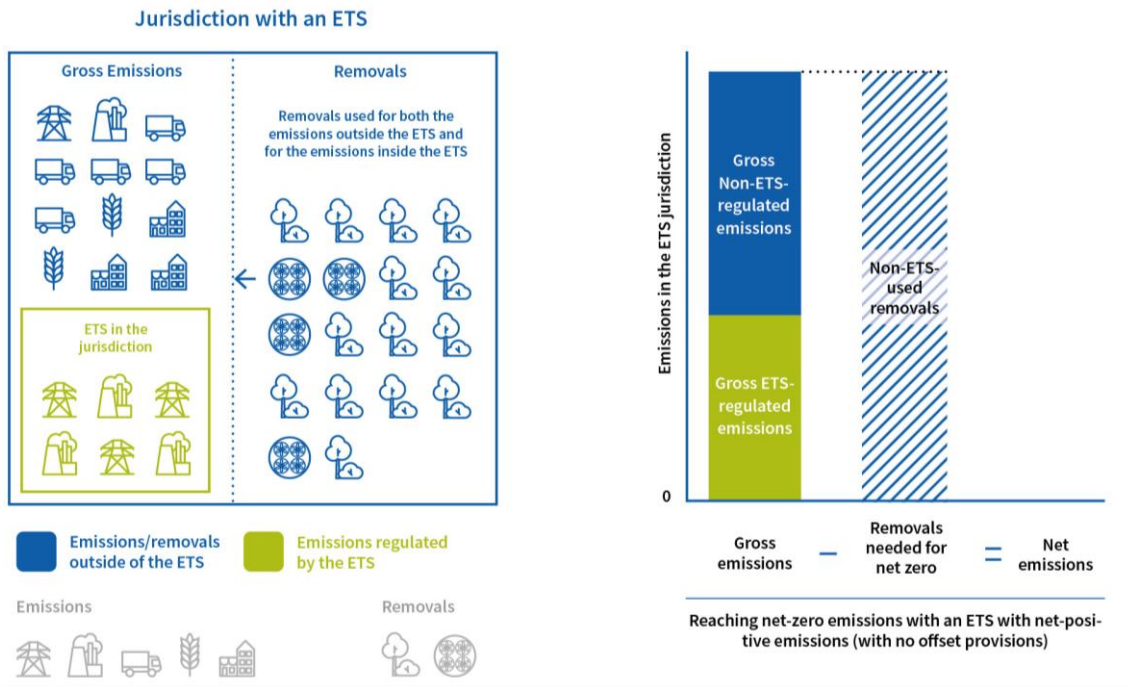 Jurisdiction with an ETS
Gross Emissions
Removals
Removals used for both the
emissions outside the ETS and
for the emissions inside the ETS
ETS in the
jurisdiction
Emissions/removals
outside of the ETS
Emissions regulated
by the ETS
Emissions
Removals
Emissions in the ETS jurisdiction
Gross
Non-ETS-
regulated
emissions
Non-ETS-
used
removals
Gross ETS-
regulated
emissions
0
Gross
emissions
–
Removals
needed for
net zero
=
Net
emissions
Reaching net-zero emissions with an ETS with net-posi-
tive emissions (with no offset provisions)